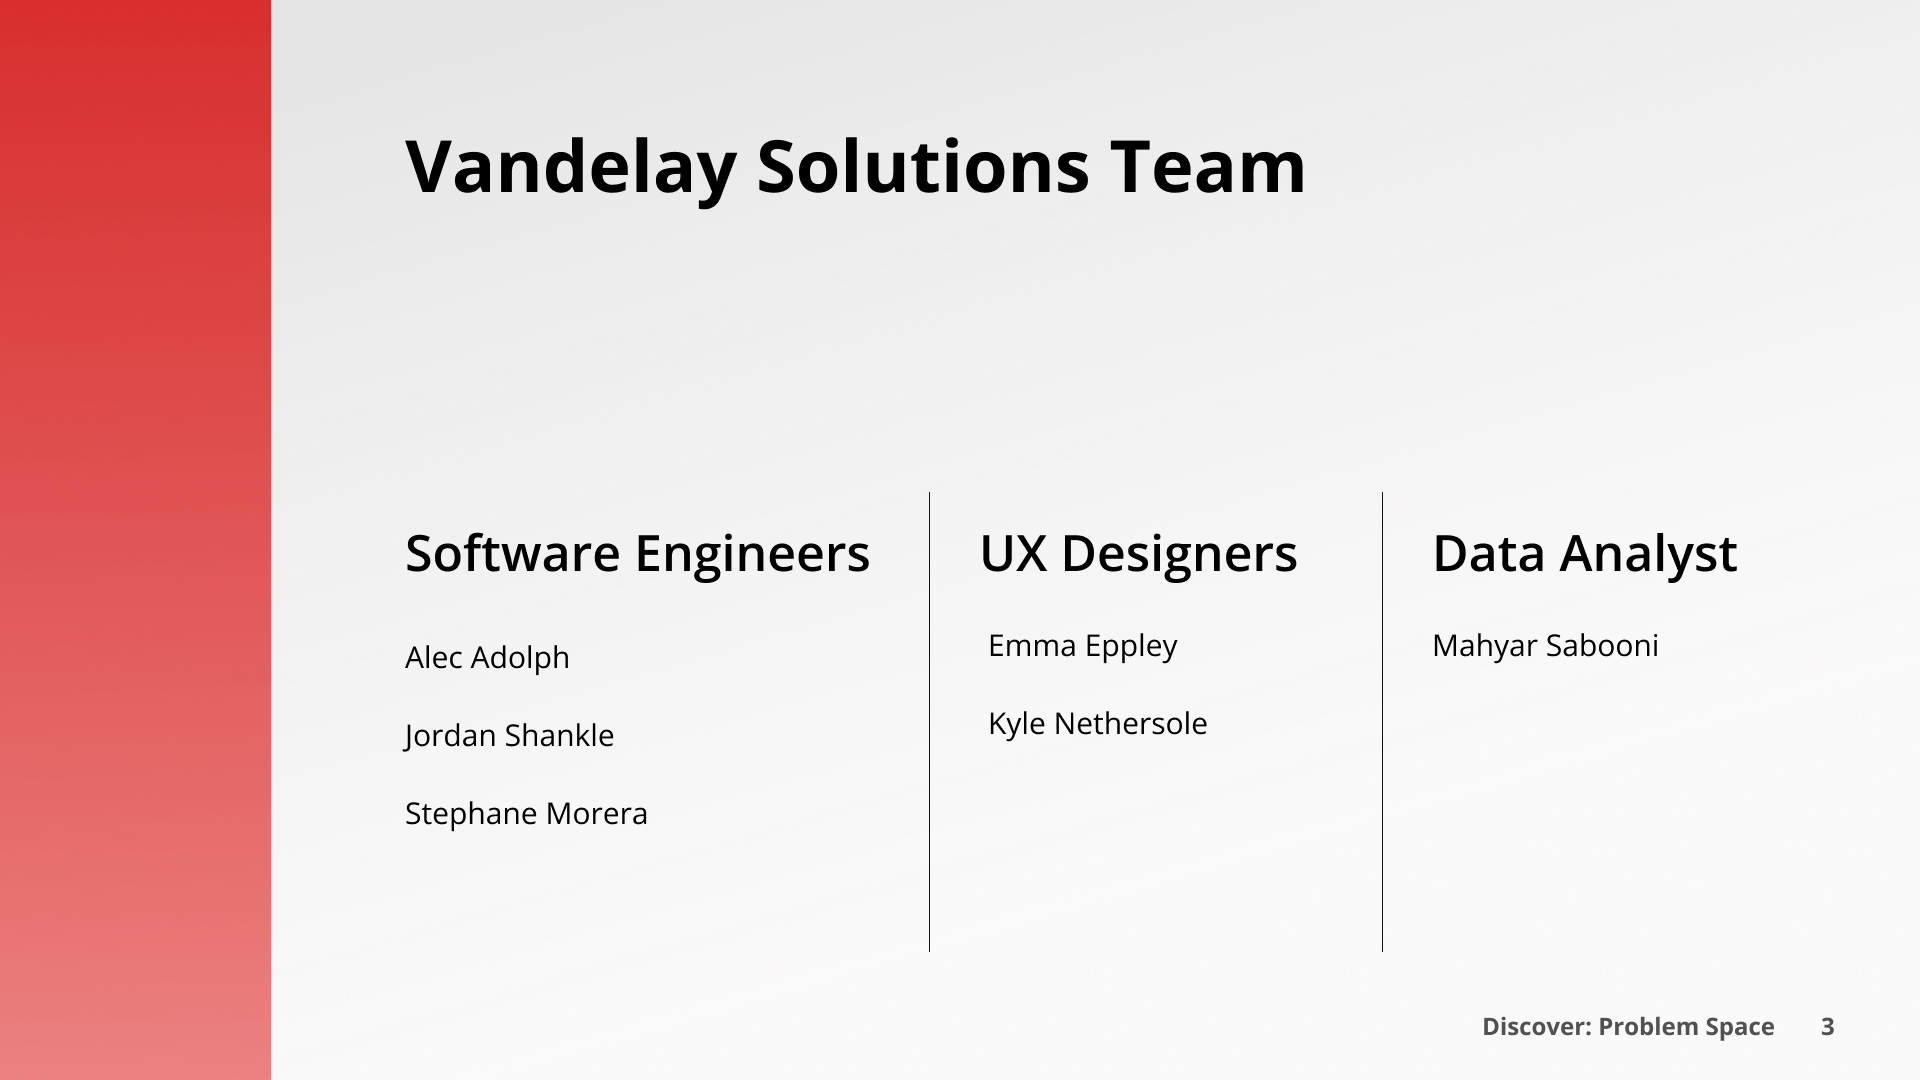 Vandelay Solutions Team
Software Engineers
Alec Adolph
Jordan Shankle
Stephane Morera
UX Designers
Emma Eppley
Kyle Nethersole
Data Analyst
Mahyar Sabooni
Discover: Problem Space 3